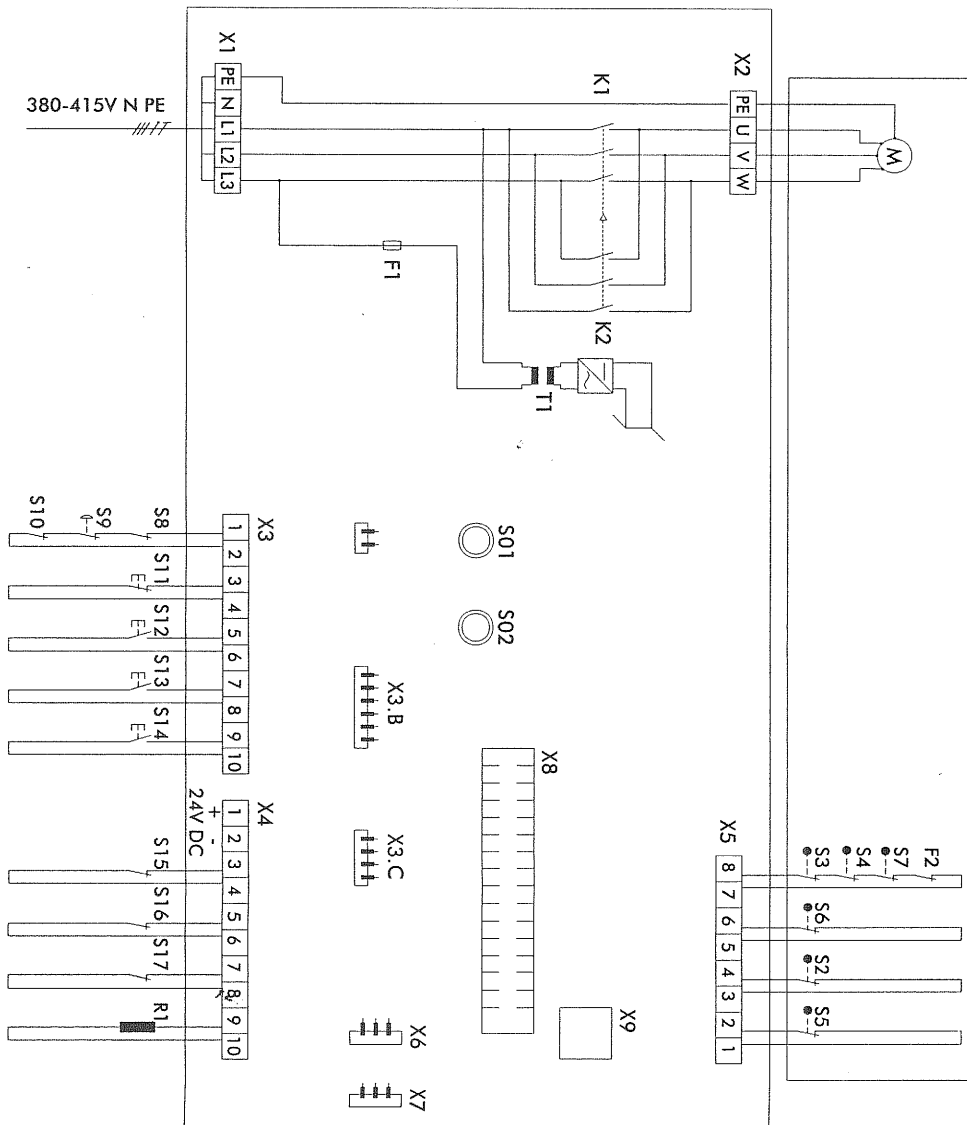 X1
PE
N
L1
L2
L3
380-415V N PE
K1
X2
PE
U
V
W
M
F1
K2
T1
X3
1
2
3
4
5
6
7
8
9
10
S10
S9
S8
S11
S12
S13
S14
S01
S02
X3.B
X3.C
X8
X4
1
2
3
4
5
6
7
8
9
10
+ -
24V DC
S15
S16
S17
R1
X6
X7
X9
X5
8
7
6
5
4
3
2
1
S3
S4
S7
F2
S6
S2
S5